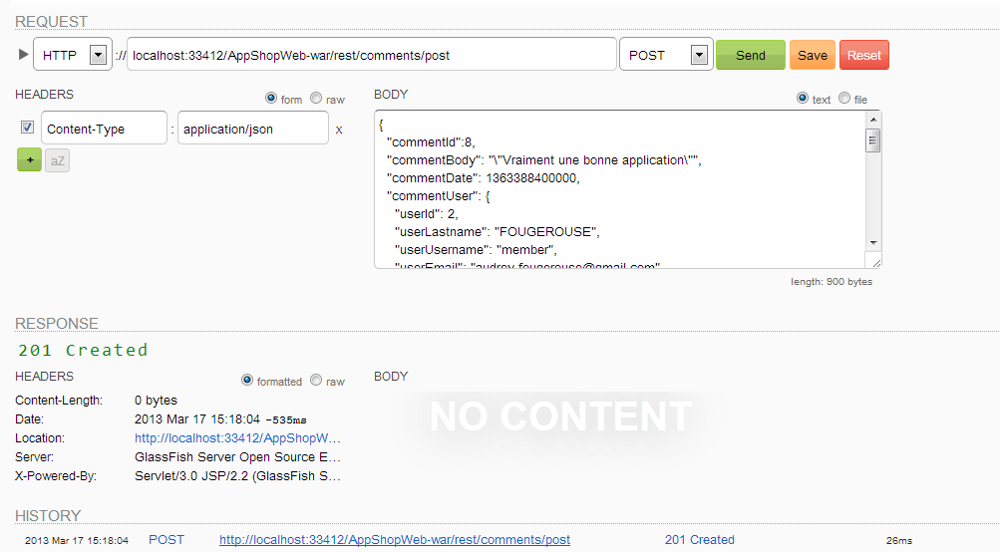 REQUEST
HTTP :// localhost:33412/AppShopWeb-war/rest/comments/post POST Send Save Reset
HEADERS form raw
Content-Type : application/json x
+ aZ
BODY text file
{
"commentId":8,
"commentBody": "\"Vraiment une bonne application\"",
"commentDate": 1363388400000,
"commentUser": {
"userId": 2,
"userLastname": "FOUGEROUSE",
"userUsername": "member",
"userEmail": "audrey.fougerouse@gmail.com"
length: 900 bytes
RESPONSE
201 Created
HEADERS formatted raw
Content-Length: 0 bytes
Date: 2013 Mar 17 15:18:04 -535ms
Location: http://localhost:33412/AppShopW...
Server: GlassFish Server Open Source E...
X-Powered-By: Servlet/3.0 JSP/2.2 (GlassFish S...
BODY
NO CONTENT
HISTORY
2013 Mar 17 15:18:04 POST http://localhost:33412/AppShopWeb-war/rest/comments/post 201 Created 26ms